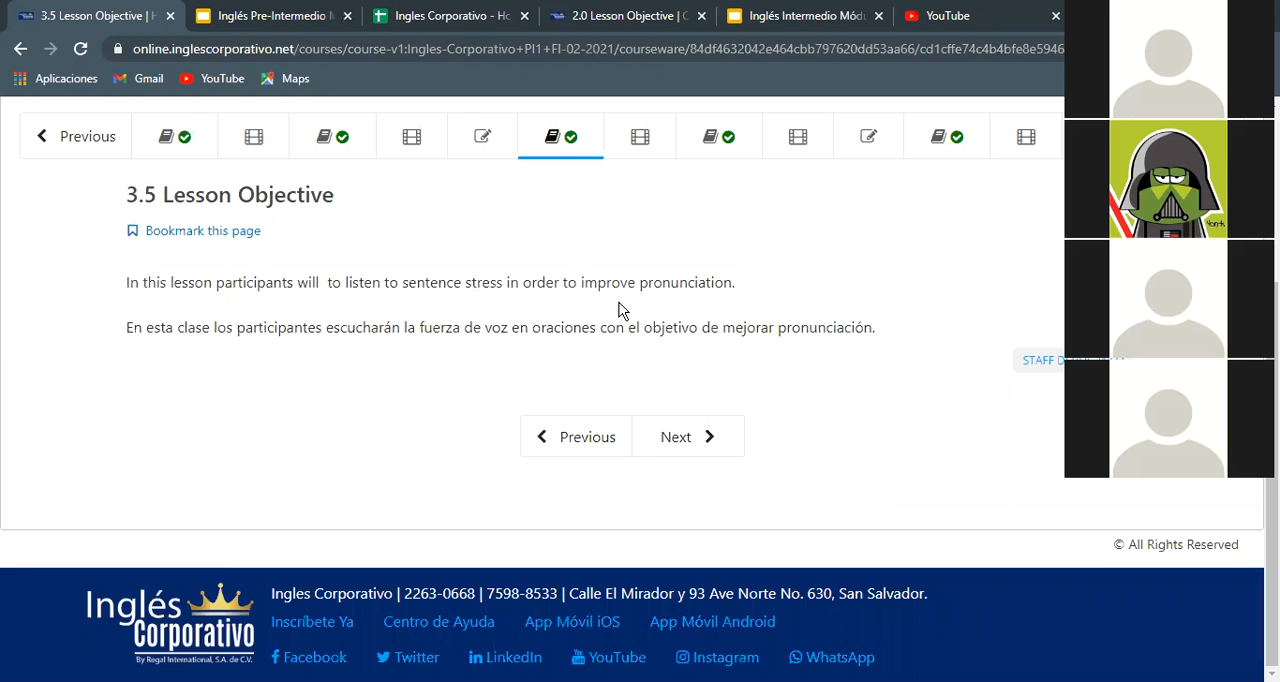 3.5 Lesson Objective | H
Inglés Pre-Intermedio M
Ingles Corporativo - Ho
2.0 Lesson Objective | C
Inglés Intermedio Módu
YouTube
online.inglescorporativo.net/courses/course-v1:Ingles-Corporativo+PI1+FI-02-2021/courseware/84df4632042e464cbb797620dd53aa66/cd1cffe74c4b4bfe8e5946
Aplicaciones Gmail YouTube Maps
Previous
3.5 Lesson Objective
Bookmark this page
In this lesson participants will to listen to sentence stress in order to improve pronunciation.
En esta clase los participantes escucharán la fuerza de voz en oraciones con el objetivo de mejorar pronunciación.
STAFF D
Previous Next
© All Rights Reserved
Inglés Corporativo
By Regal International, S.A. de C.V.
Ingles Corporativo | 2263-0668 | 7598-8533 | Calle El Mirador y 93 Ave Norte No. 630, San Salvador.
Inscríbete Ya Centro de Ayuda App Móvil iOS App Móvil Android
Facebook Twitter LinkedIn YouTube Instagram WhatsApp